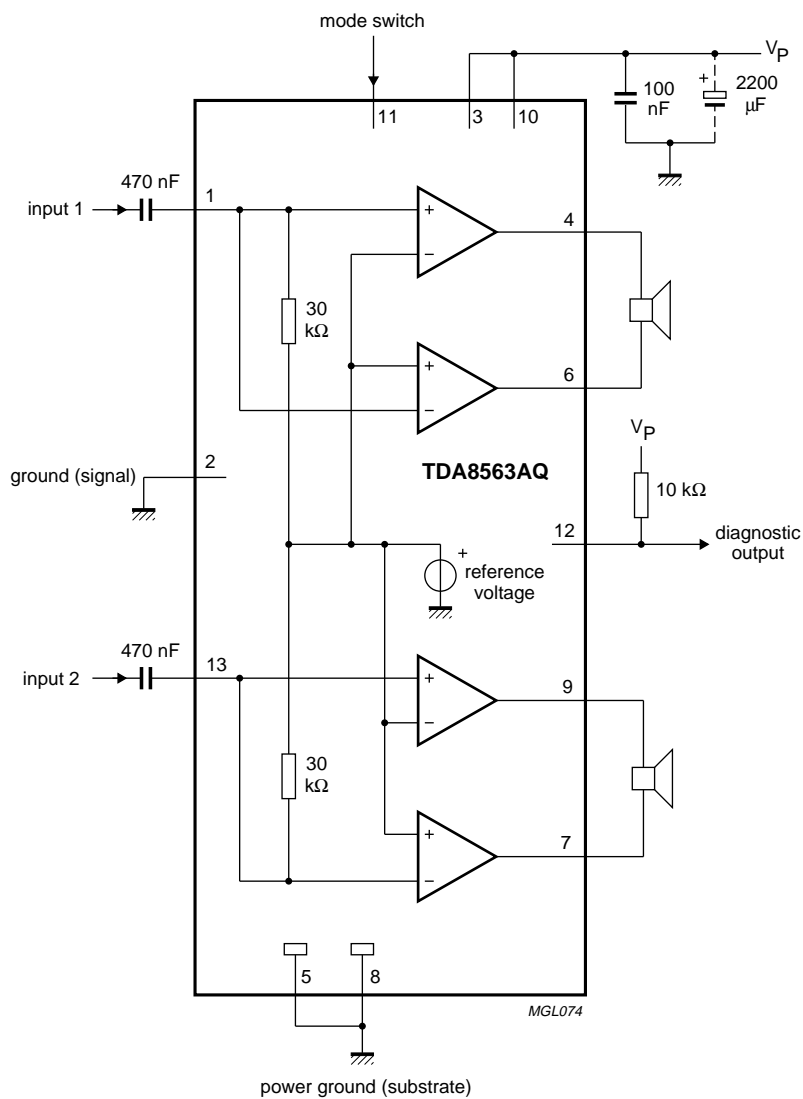 mode switch
VP
11
3
10
100
nF
+
2200
µF
470 nF
input 1
1
+
−
4
30
kΩ
+
−
6
2
ground (signal)
TDA8563AQ
VP
10 kΩ
12
diagnostic
output
+
reference
voltage
470 nF
input 2
13
+
−
9
30
kΩ
+
−
7
5
8
MGL074
power ground (substrate)